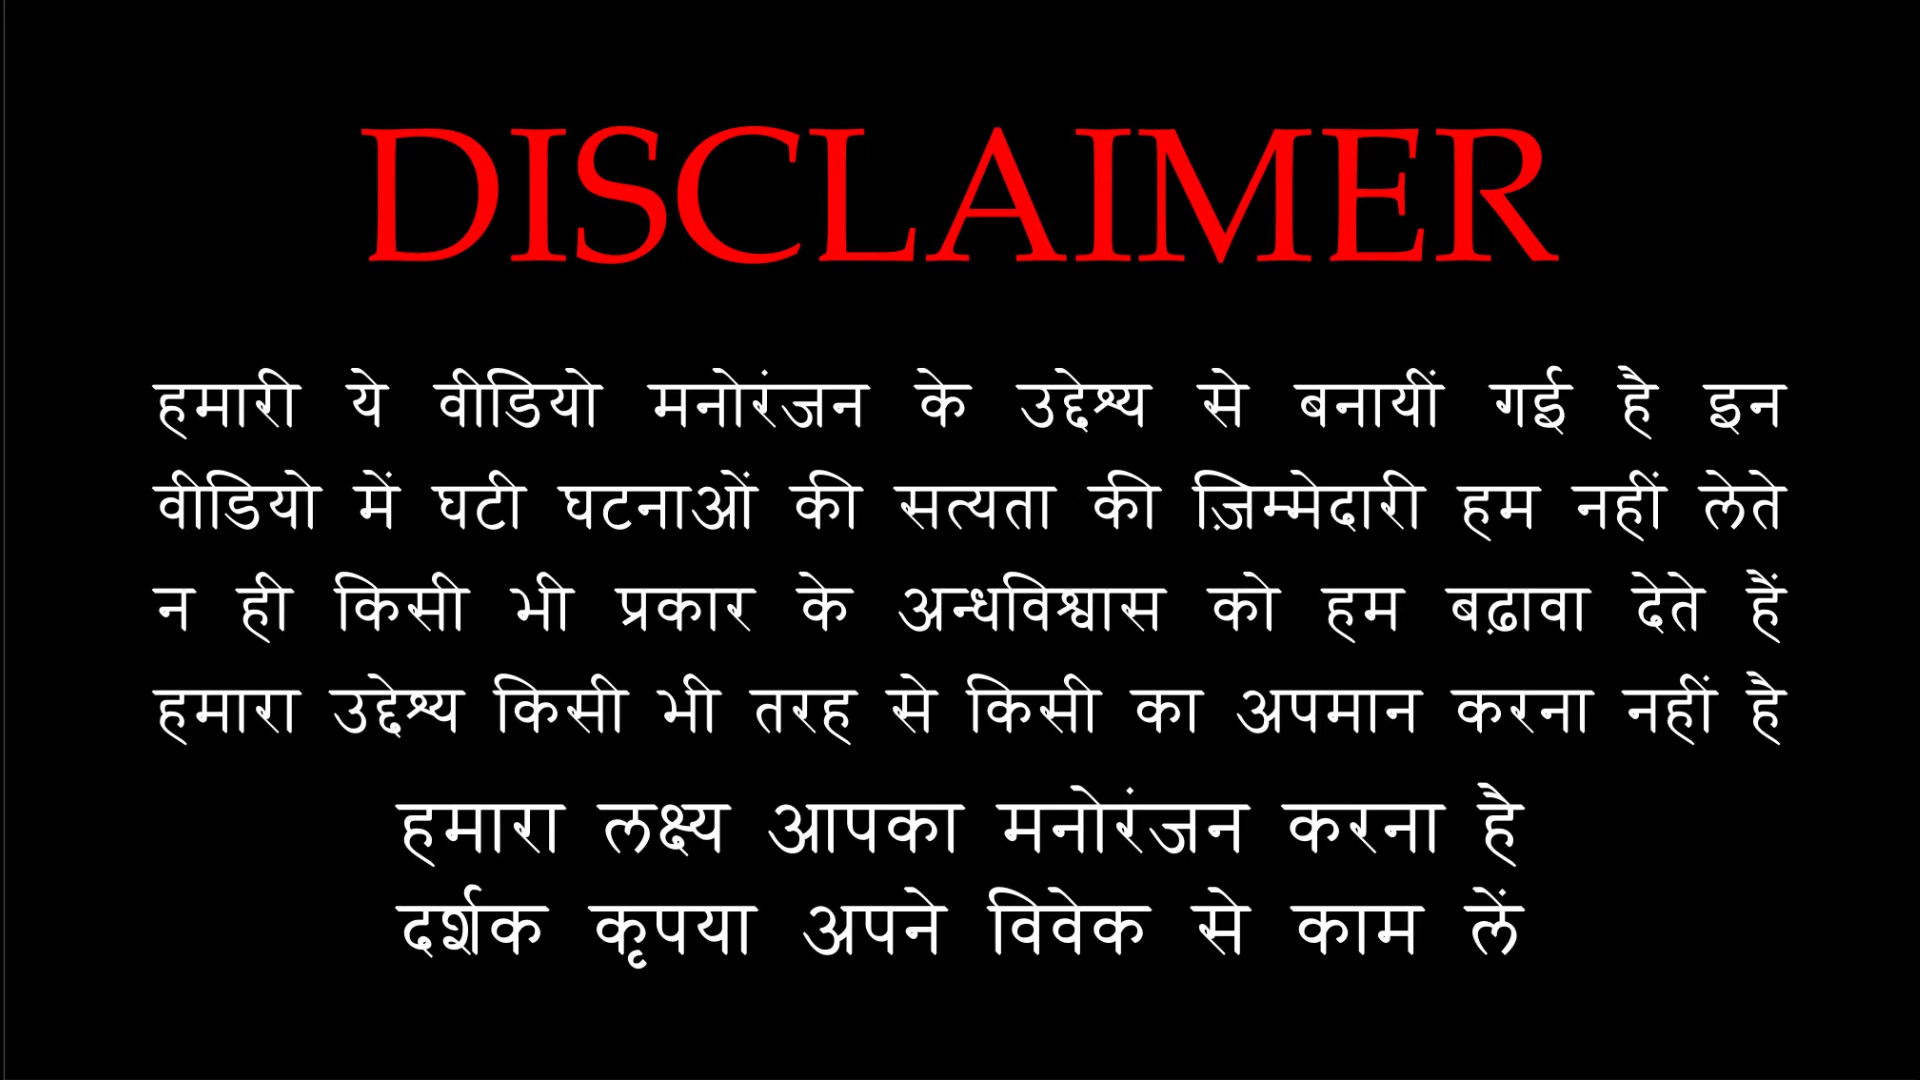 DISCLAIMER
हमारी ये वीडियो मनोरंजन के उद्देश्य से बनायीं गई है इन
वीडियो में घटी घटनाओं की सत्यता की ज़िम्मेदारी हम नहीं लेते
न ही किसी भी प्रकार के अन्धविश्वास को हम बढ़ावा देते हैं
हमारा उद्देश्य किसी भी तरह से किसी का अपमान करना नहीं है
हमारा लक्ष्य आपका मनोरंजन करना है
दर्शक कृपया अपने विवेक से काम लें